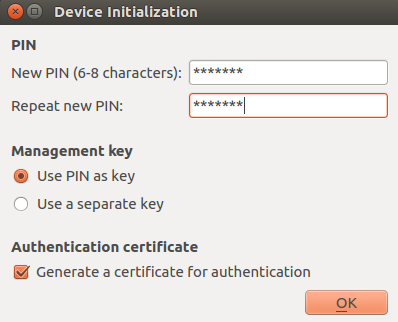 Device Initialization
PIN
New PIN (6-8 characters): *******
Repeat new PIN: *******
Management key
Use PIN as key
Use a separate key
Authentication certificate
Generate a certificate for authentication
OK